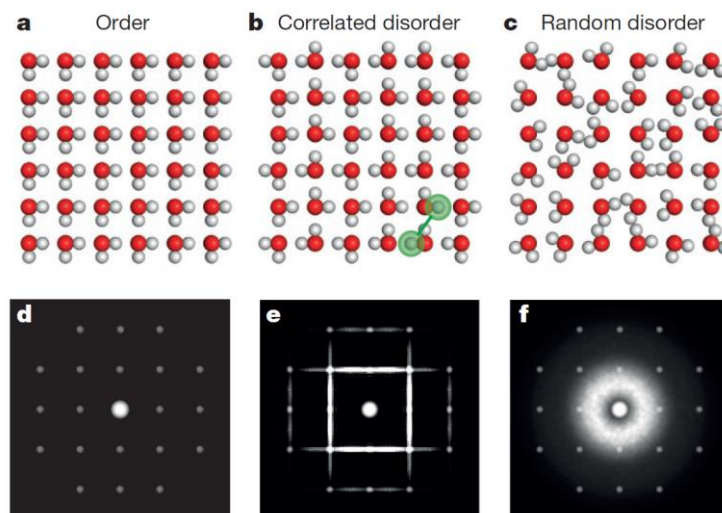 a Order
b Correlated disorder
c Random disorder
d
e
f